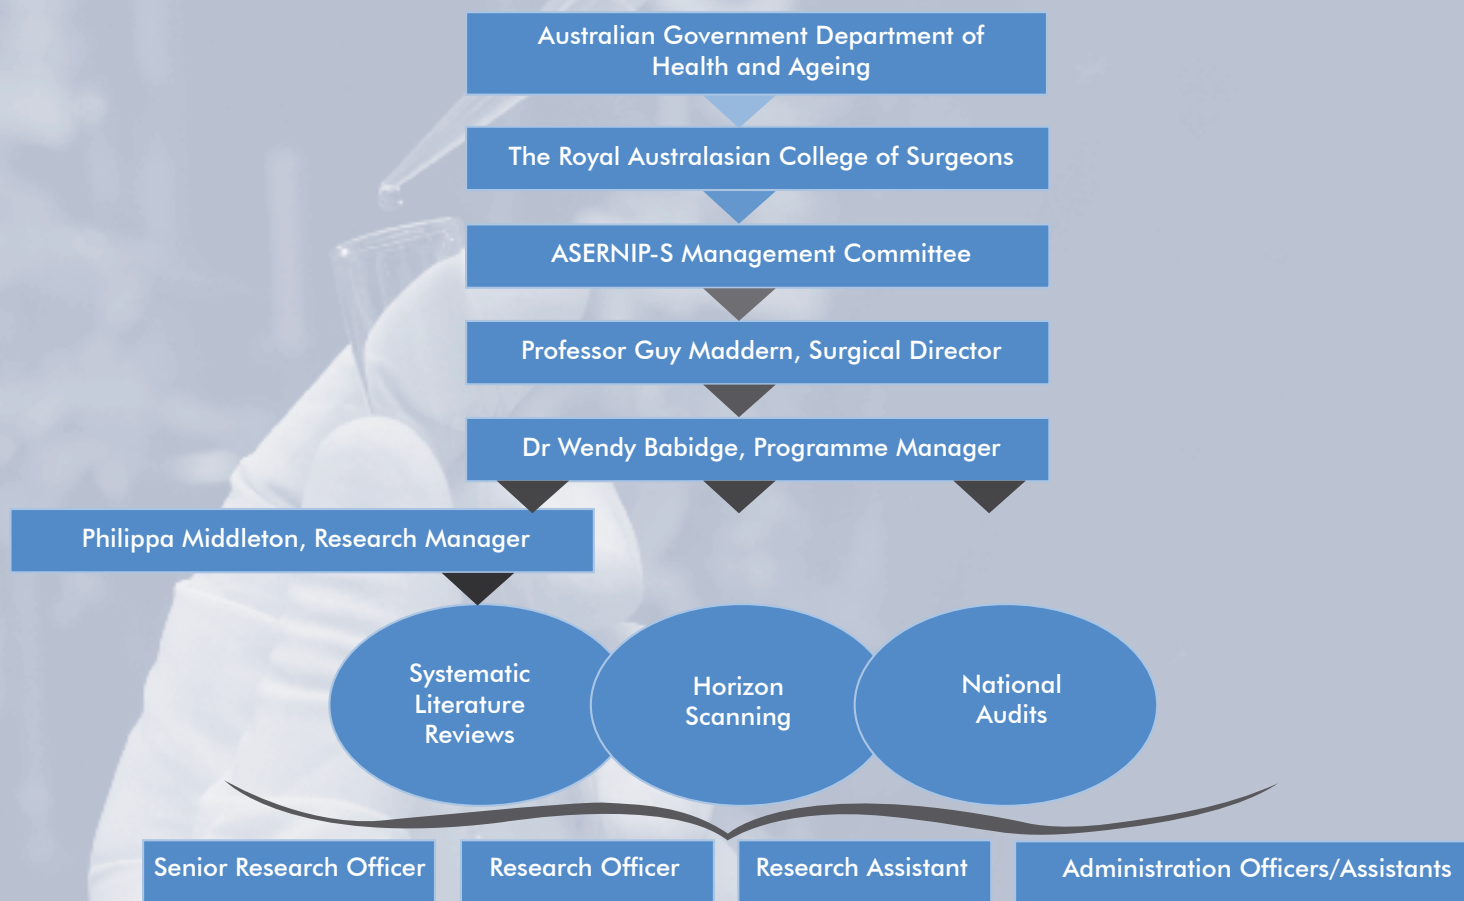 Australian Government Department of
Health and Ageing
The Royal Australasian College of Surgeons
ASERNIP-S Management Committee
Professor Guy Maddern, Surgical Director
Dr Wendy Babidge, Programme Manager
Philippa Middleton, Research Manager
Systematic
Literature
Reviews
Horizon
Scanning
National
Audits
Senior Research Officer
Research Officer
Research Assistant
Administration Officers/Assistants